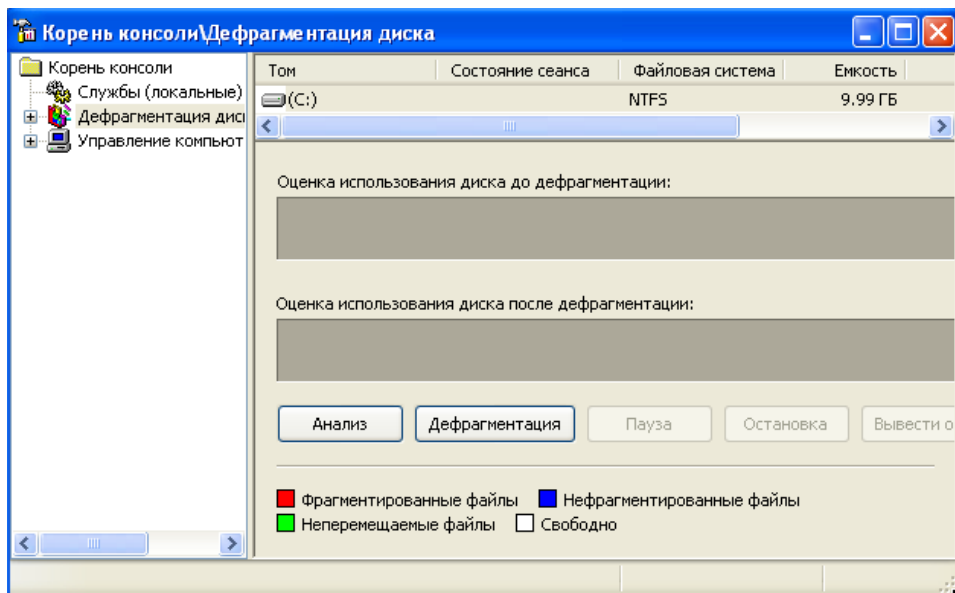 Корень консоли\Дефрагментация диска
Корень консоли
Службы (локальные)
Дефрагментация дис
Управление компьют
Том Состояние сеанса Файловая система Емкость
(C:) NTFS 9.99 ГБ
Оценка использования диска до дефрагментации:
Оценка использования диска после дефрагментации:
Анализ Дефрагментация Пауза Остановка Вывести о
Фрагментированные файлы Нефрагментированные файлы
Неперемещаемые файлы Свободно